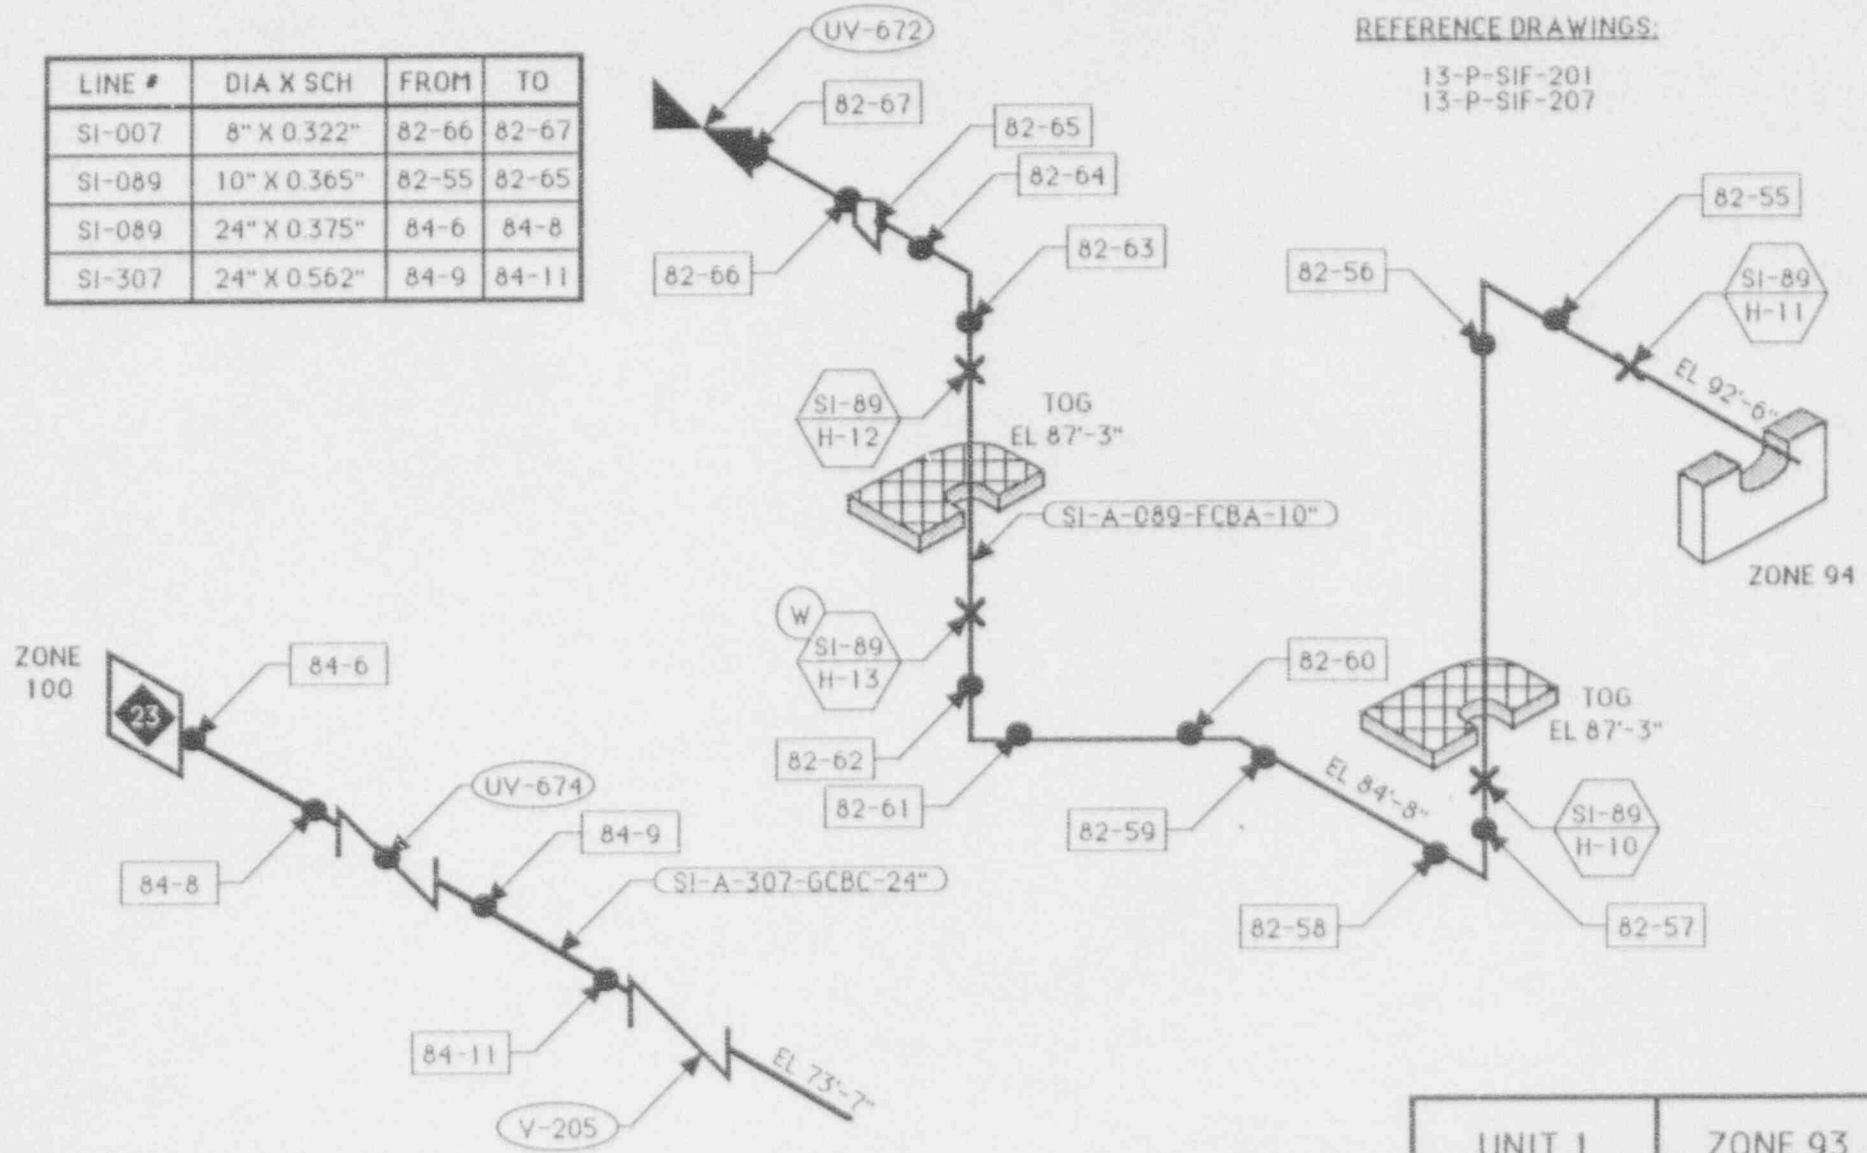 LINE # DIA X SCH FROM TO
SI-007 8" X 0.322" 82-66 82-67
SI-089 10" X 0.365" 82-55 82-65
SI-089 24" X 0.375" 84-6 84-8
SI-307 24" X 0.562" 84-9 84-11
REFERENCE DRAWINGS:
13-P-SIF-201
13-P-SIF-207
UV-672
82-67
82-65
82-64
82-66
82-63
82-55
82-56
SI-89
H-11
EL 92'-6"
ZONE 94
SI-89
H-12
TOG
EL 87'-3"
SI-A-089-FCBA-10"
W
SI-89
H-13
82-62
82-61
82-60
82-59
EL 84'-8"
TOG
EL 87'-3"
SI-89
H-10
82-58
82-57
ZONE
100
23
84-6
UV-674
84-8
84-9
SI-A-307-GCBC-24"
84-11
V-205
EL 73'-7"
UNIT 1
ZONE 93